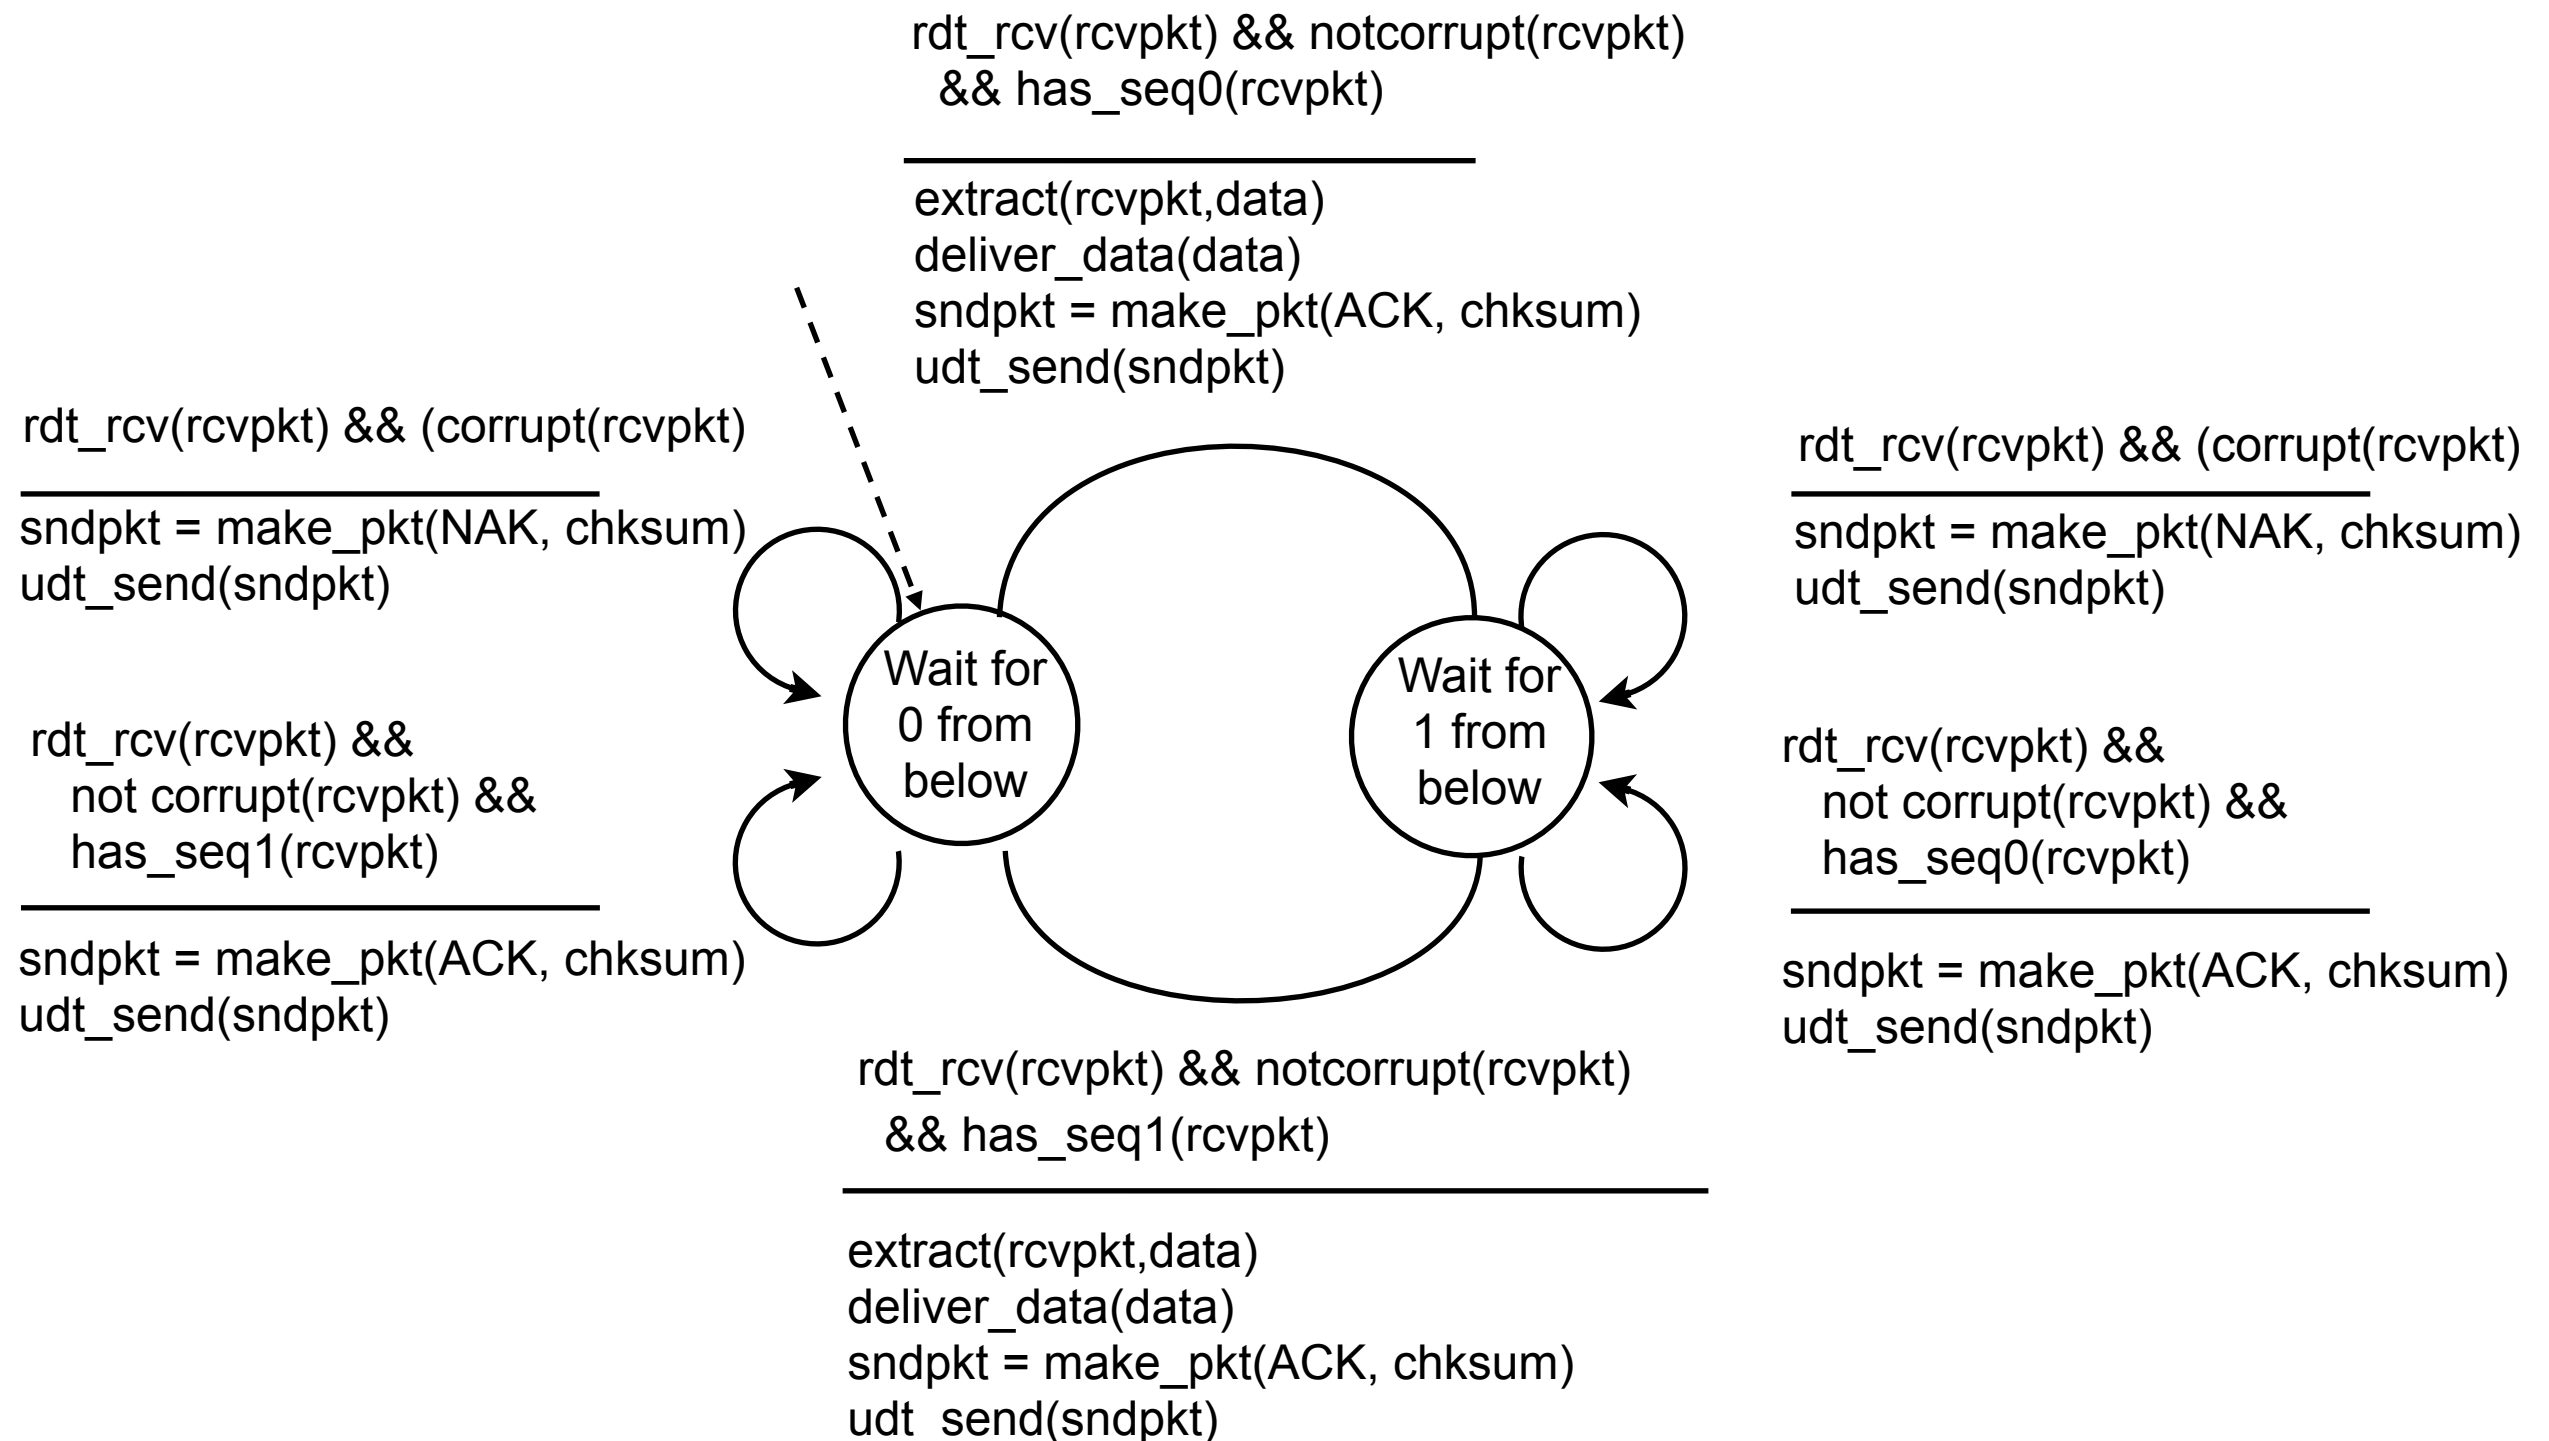 rdt_rcv(rcvpkt) && notcorrupt(rcvpkt)
&& has_seq0(rcvpkt)
extract(rcvpkt,data)
deliver_data(data)
sndpkt = make_pkt(ACK, chksum)
udt_send(sndpkt)
rdt_rcv(rcvpkt) && (corrupt(rcvpkt)
sndpkt = make_pkt(NAK, chksum)
udt_send(sndpkt)
rdt_rcv(rcvpkt) &&
not corrupt(rcvpkt) &&
has_seq1(rcvpkt)
sndpkt = make_pkt(ACK, chksum)
udt_send(sndpkt)
Wait for
0 from
below
Wait for
1 from
below
rdt_rcv(rcvpkt) && (corrupt(rcvpkt)
sndpkt = make_pkt(NAK, chksum)
udt_send(sndpkt)
rdt_rcv(rcvpkt) &&
not corrupt(rcvpkt) &&
has_seq0(rcvpkt)
sndpkt = make_pkt(ACK, chksum)
udt_send(sndpkt)
rdt_rcv(rcvpkt) && notcorrupt(rcvpkt)
&& has_seq1(rcvpkt)
extract(rcvpkt,data)
deliver_data(data)
sndpkt = make_pkt(ACK, chksum)
udt_send(sndpkt)